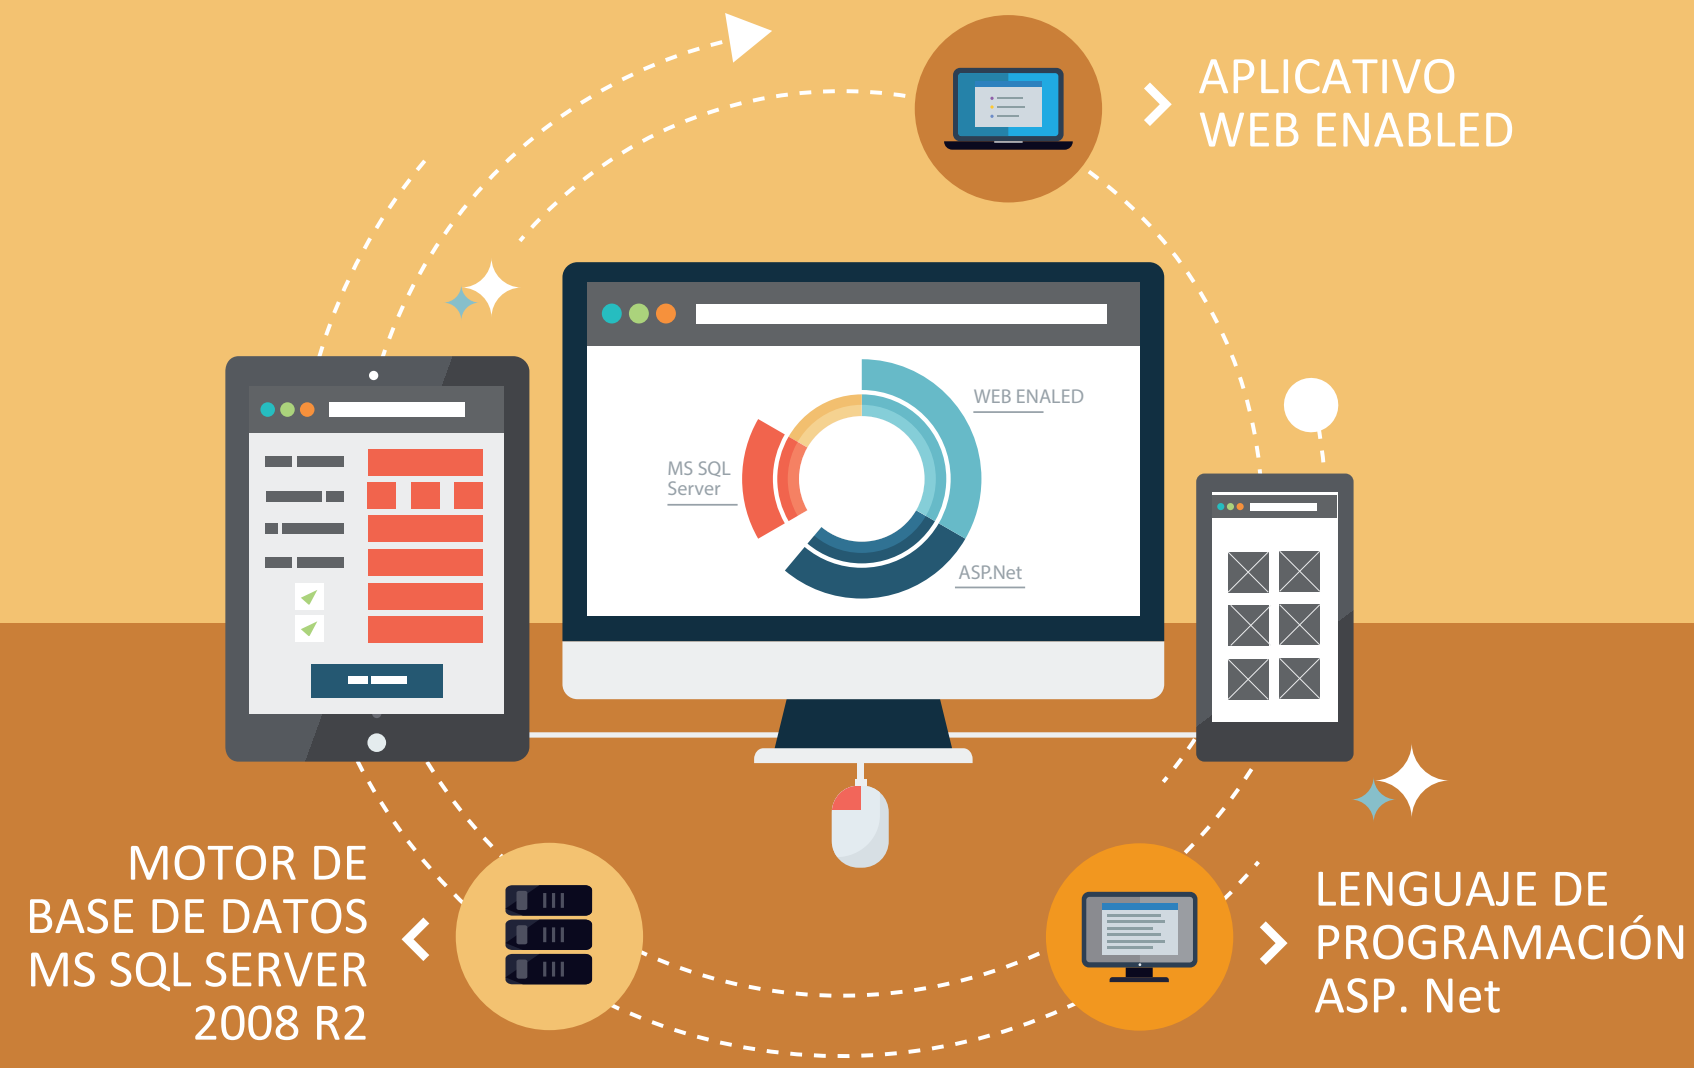 APLICATIVO
WEB ENABLED
WEB ENALED
MS SQL
Server
ASP.Net
MOTOR DE
BASE DE DATOS
MS SQL SERVER
2008 R2
LENGUAJE DE
PROGRAMACIÓN
ASP. Net